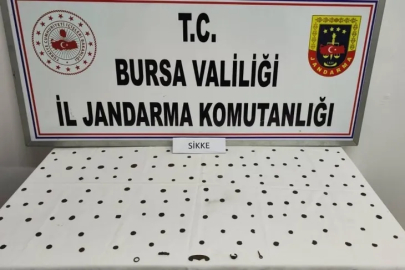 T.C.
BURSA VALİLİĞİ
İL JANDARMA KOMUTANLIĞI
JANDARMA
SİKKE